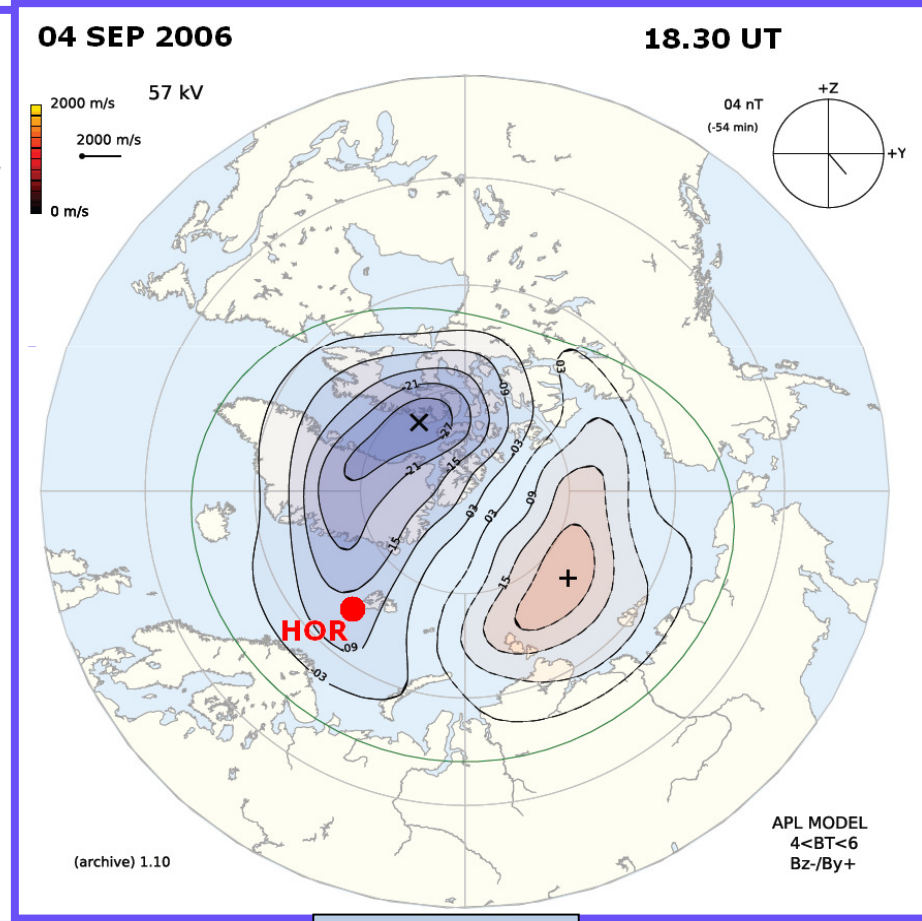 04 SEP 2006
18.30 UT
57 kV
2000 m/s
2000 m/s
0 m/s
04 nT
(-54 min)
+Z
+Y
03
-21
09
-27
-03
-21
-15
03
03
09
-15
15
HOR
-09
-03
APL MODEL
4<BT<6
Bz-/By+
(archive) 1.10